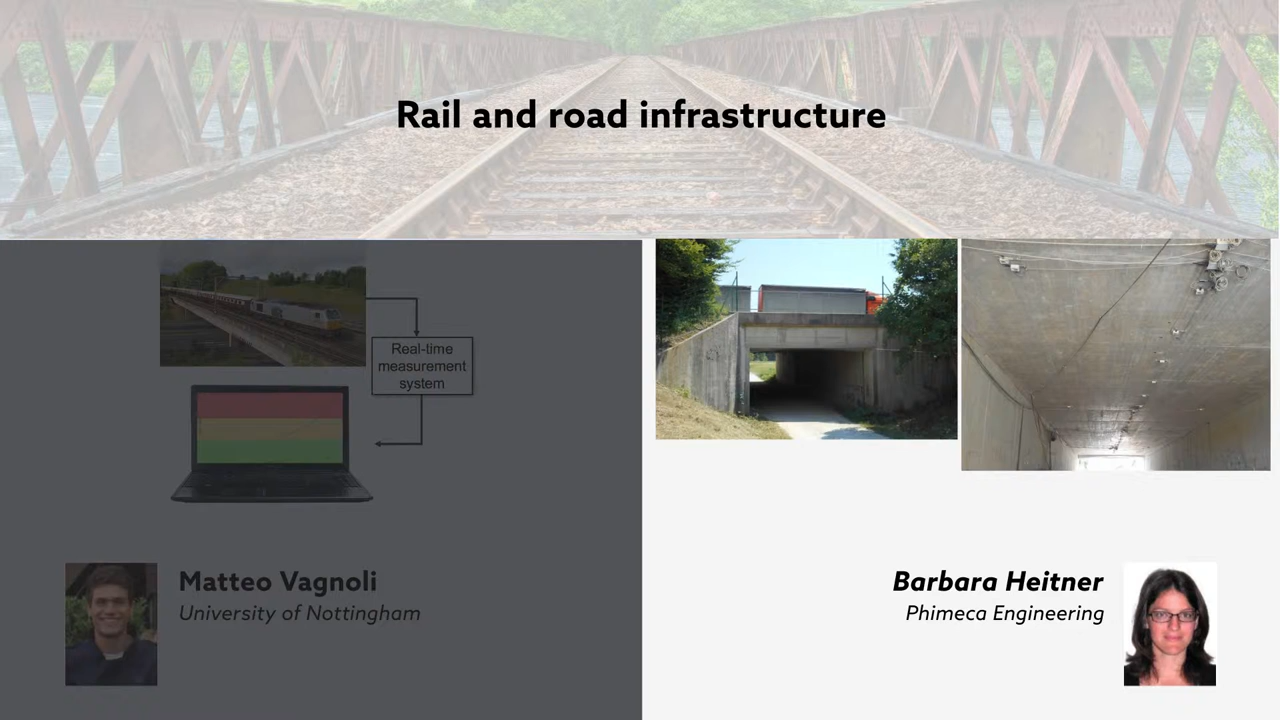 Rail and road infrastructure
Real-time
measurement
system
Matteo Vagnoli
University of Nottingham
Barbara Heitner
Phimeca Engineering